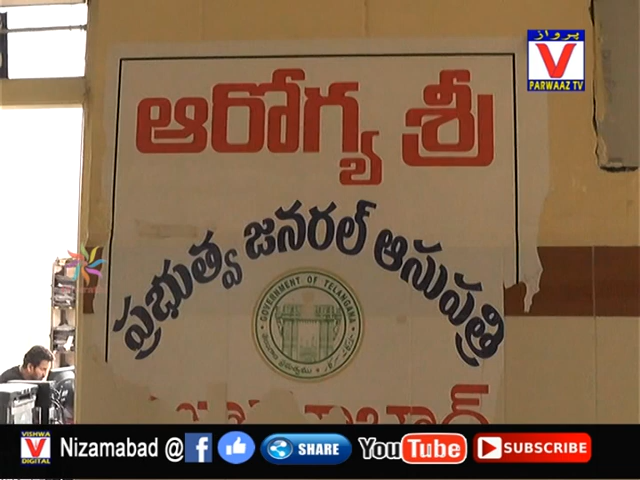 پرواز
V
PARWAAZ TV
ఆరోగ్య శ్రీ
ప్రభుత్వ జనరల్ ఆసుపత్రి
GOVERNMENT OF TELANGANA
VISHWA
V
DIGITAL
Nizamabad @ f SHARE YouTube SUBSCRIBE